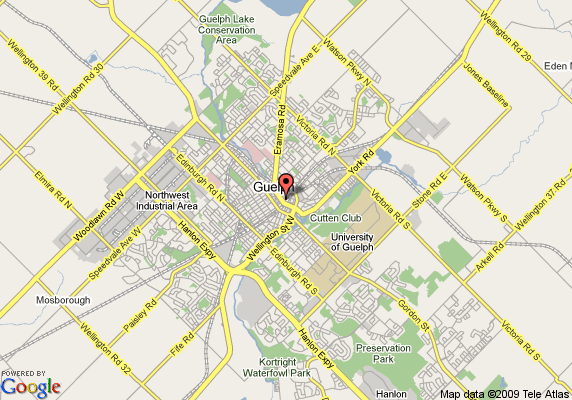 Guelph Lake
Conservation
Area
Wellington Rd 39
Wellington Rd 30
Speedvale Ave E
Watson Pkwy N
Wellington Rd 29
Eden
Jones Baseline
Eramosa Rd
Victoria Rd N
York Rd
Elmira Rd N
Woodlawn Rd W
Edinburgh Rd N
Northwest
Industrial Area
Guelph
Stone Rd E
Watson Pkwy S
Wellington Rd 37
Cutten Club
Victoria Rd S
Speedvale Ave W
Hanlon Expy
Wellington St W
University
of Guelph
Arkell Rd
Edinburgh Rd S
Mosborough
Paisley Rd
Gordon St
Wellington Rd 32
Fife Rd
Hanlon Expy
Victoria Rd S
Preservation
Park
Kortright
Waterfowl Park
Hanlon
POWERED BY
Google
Map data ©2009 Tele Atlas